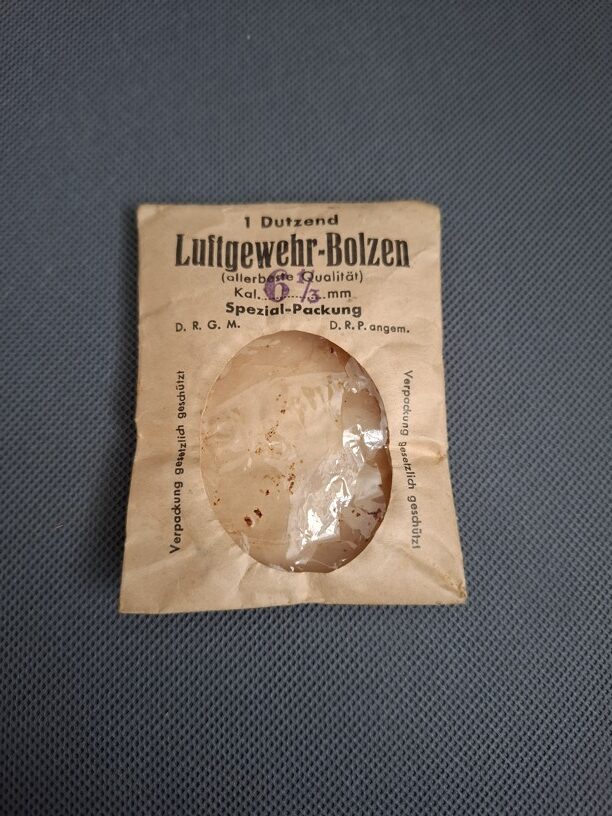 1 Dutzend
Luftgewehr-Bolzen
(allerbeste Qualität)
Kal. 6 1/3 mm
Spezial-Packung
D. R. G. M. D. R. P. angem.
Verpackung gesetzlich geschützt
Verpackung gesetzlich geschützt